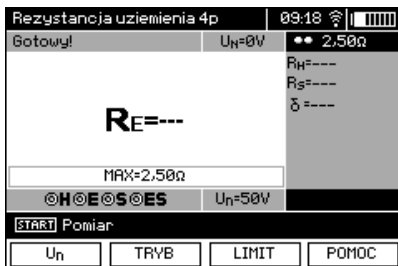 Rezystancja uziemienia 4p 09:18
Gotowy! UN=0V 2,50Ω
RH=---
RS=---
δ=---
RE=---
MAX=2,50Ω
H E S ES Un=50V
START Pomiar
Un TRYB LIMIT POMOC